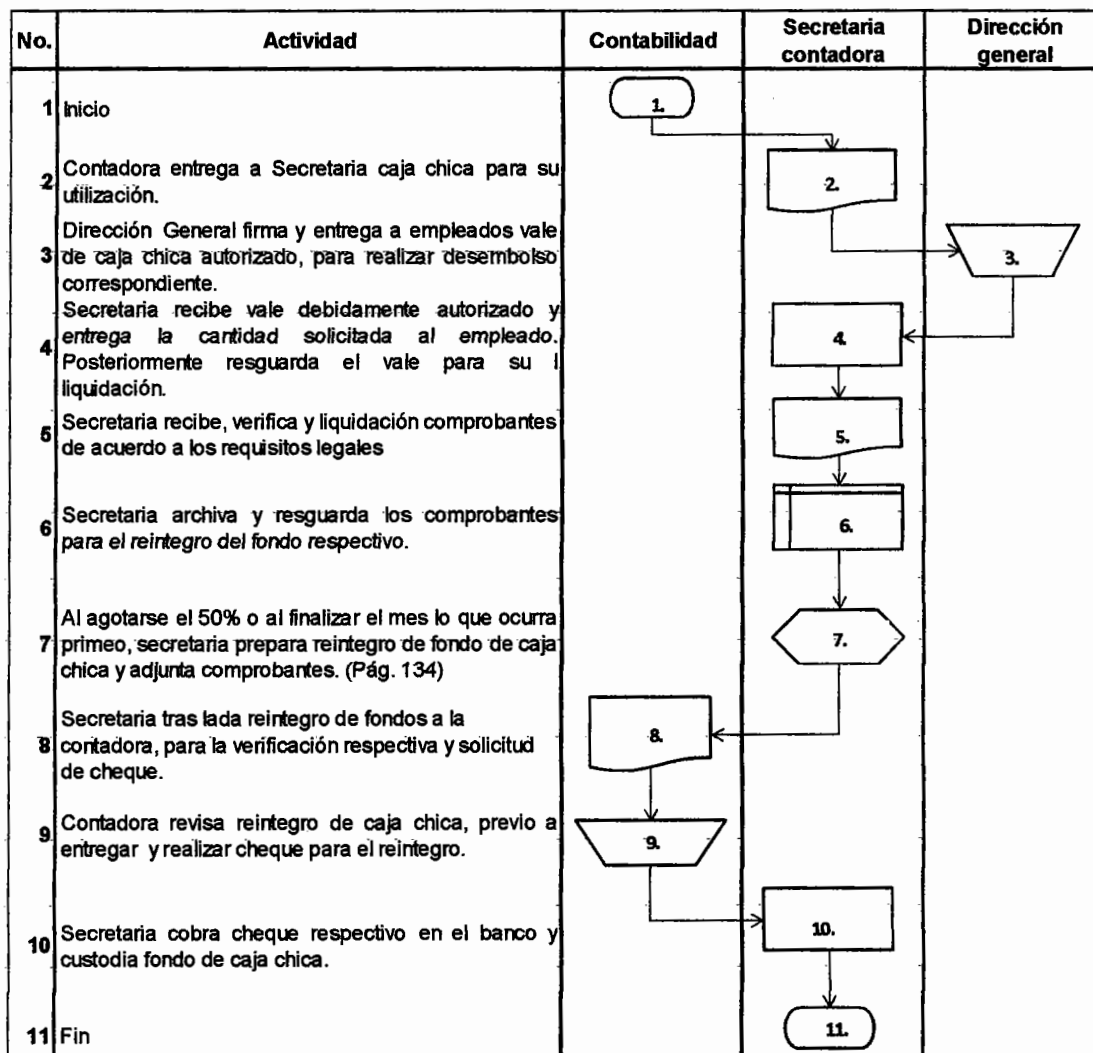 No. Actividad Contabilidad Secretaria contadora Dirección general
1 Inicio
1.
2 Contadora entrega a Secretaria caja chica para su
utilización.
2.
3 Dirección General firma y entrega a empleados vale
de caja chica autorizado, para realizar desembolso
correspondiente.
3.
4 Secretaria recibe vale debidamente autorizado y
entrega la cantidad solicitada al empleado.
Posteriormente resguarda el vale para su l
liquidación.
4.
5 Secretaria recibe, verifica y liquidación comprobantes
de acuerdo a los requisitos legales
5.
6 Secretaria archiva y resguarda los comprobantes
para el reintegro del fondo respectivo.
6.
7 Al agotarse el 50% o al finalizar el mes lo que ocurra
primeo, secretaria prepara reintegro de fondo de caja
chica y adjunta comprobantes. (Pág. 134)
7.
8 Secretaria tras lada reintegro de fondos a la
contadora, para la verificación respectiva y solicitud
de cheque.
8.
9 Contadora revisa reintegro de caja chica, previo a
entregar y realizar cheque para el reintegro.
9.
10 Secretaria cobra cheque respectivo en el banco y
custodia fondo de caja chica.
10.
11 Fin
11.